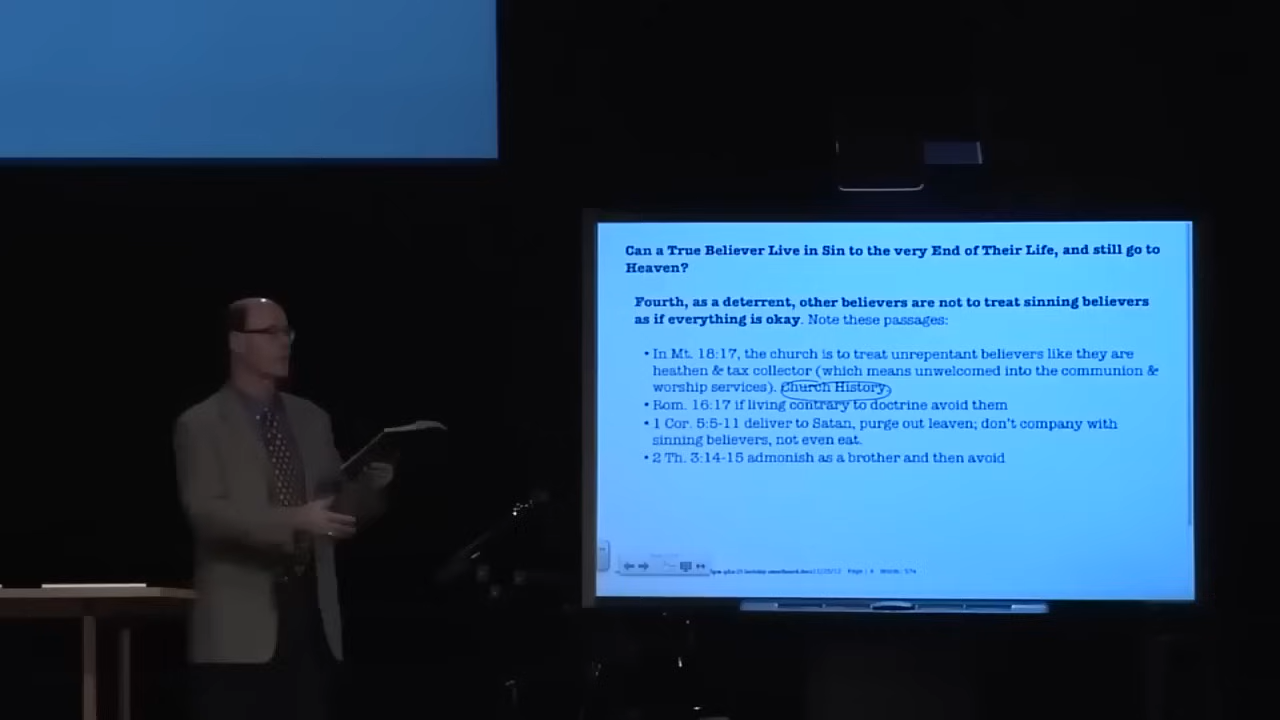 Can a True Believer Live in Sin to the very End of Their Life, and still go to
Heaven?
Fourth, as a deterrent, other believers are not to treat sinning believers
as if everything is okay. Note these passages:
• In Mt. 18:17, the church is to treat unrepentant believers like they are
heathen & tax collector (which means unwelcomed into the communion &
worship services). Church History.
• Rom. 16:17 if living contrary to doctrine avoid them
• 1 Cor. 5:5-11 deliver to Satan, purge out leaven; don't company with
sinning believers, not even eat.
• 2 Th. 3:14-15 admonish as a brother and then avoid